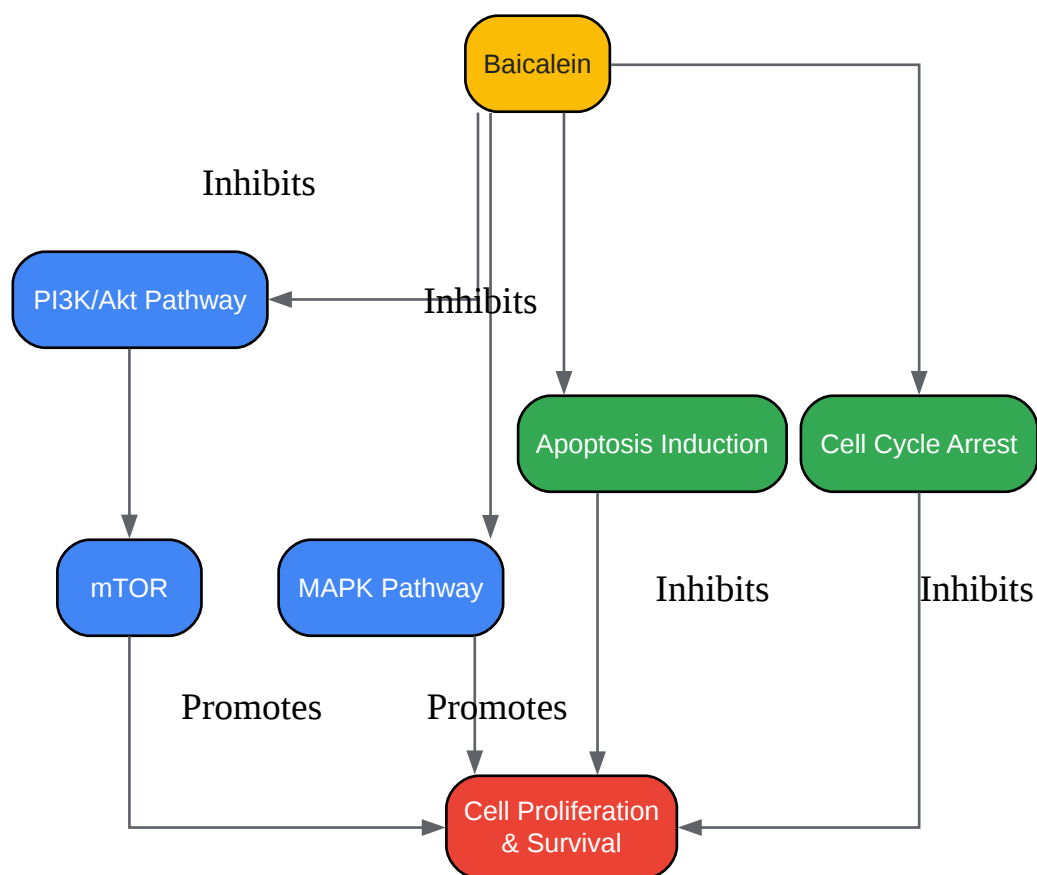 Baicalein
Inhibits
PI3K/Akt Pathway
Inhibits
Apoptosis Induction
Cell Cycle Arrest
mTOR
MAPK Pathway
Inhibits
Inhibits
Promotes
Promotes
Cell Proliferation
& Survival